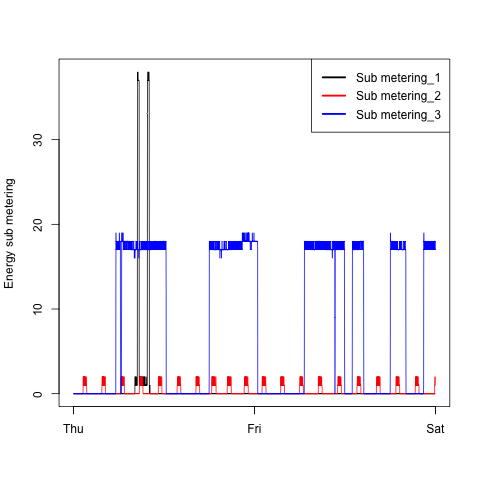 Sub metering_1
Sub metering_2
Sub metering_3
Energy sub metering
30
20
10
0
Thu Fri Sat